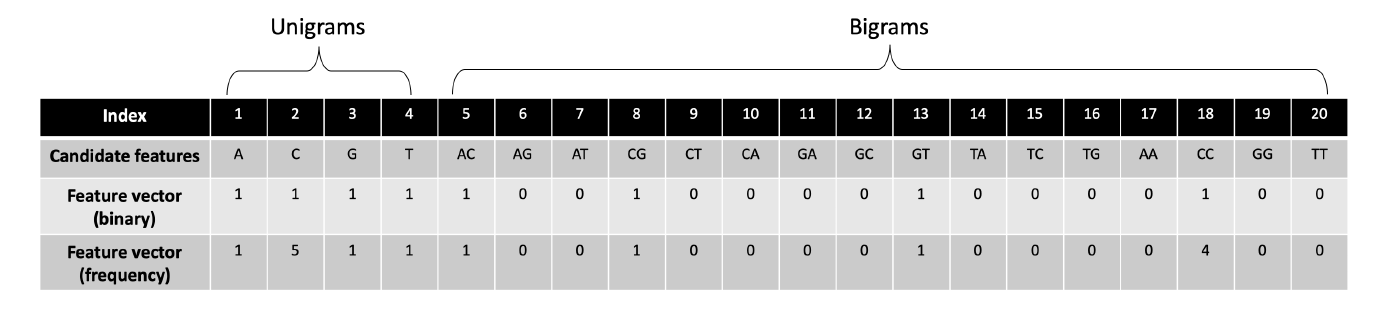 Unigrams Bigrams
Index 1 2 3 4 5 6 7 8 9 10 11 12 13 14 15 16 17 18 19 20
Candidate features A C G T AC AG AT CG CT CA GA GC GT TA TC TG AA CC GG TT
Feature vector 1 1 1 1 1 0 0 1 0 0 0 0 1 0 0 0 0 1 0 0
(binary)
Feature vector 1 5 1 1 1 0 0 1 0 0 0 0 1 0 0 0 0 4 0 0
(frequency)